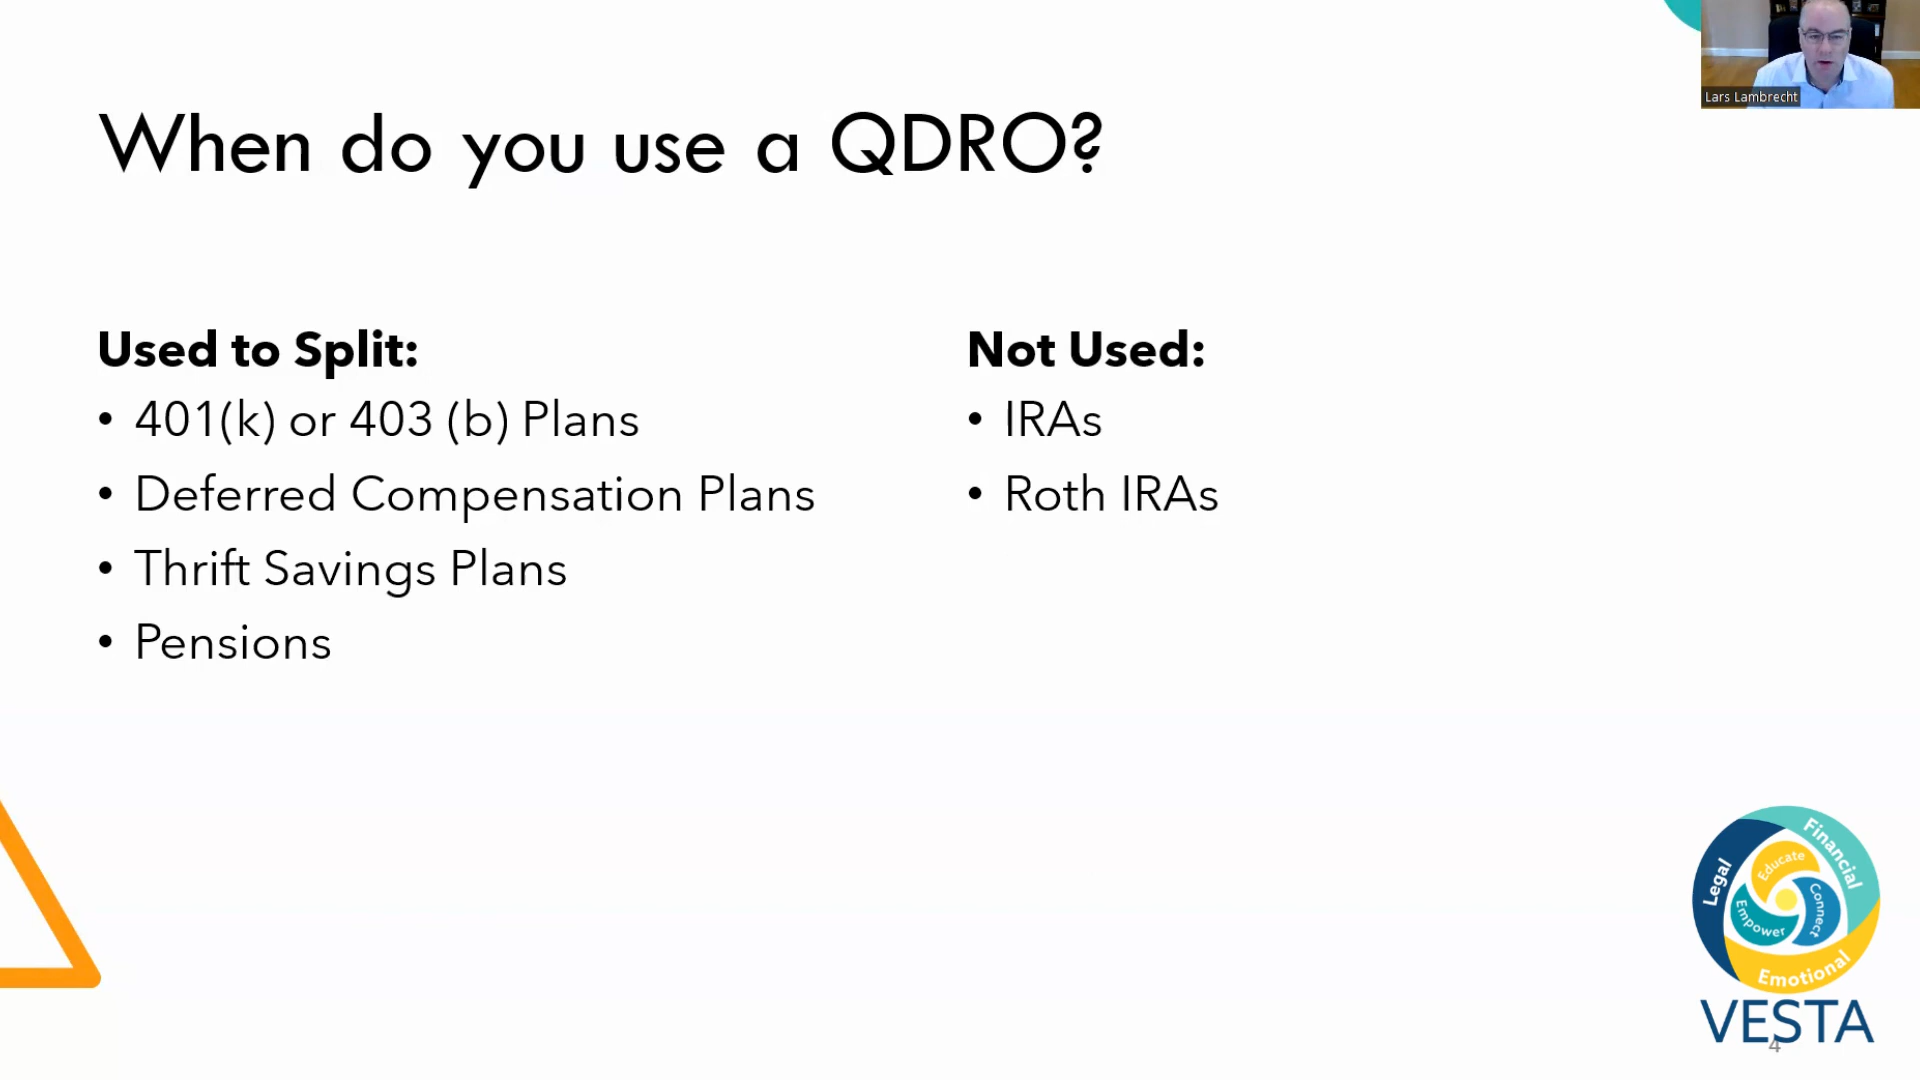 Lars Lambrecht
When do you use a QDRO?
Used to Split:
• 401(k) or 403 (b) Plans
• Deferred Compensation Plans
• Thrift Savings Plans
• Pensions
Not Used:
• IRAs
• Roth IRAs
Legal
Financial
Emotional
Educate
Connect
Empower
VESTA
4